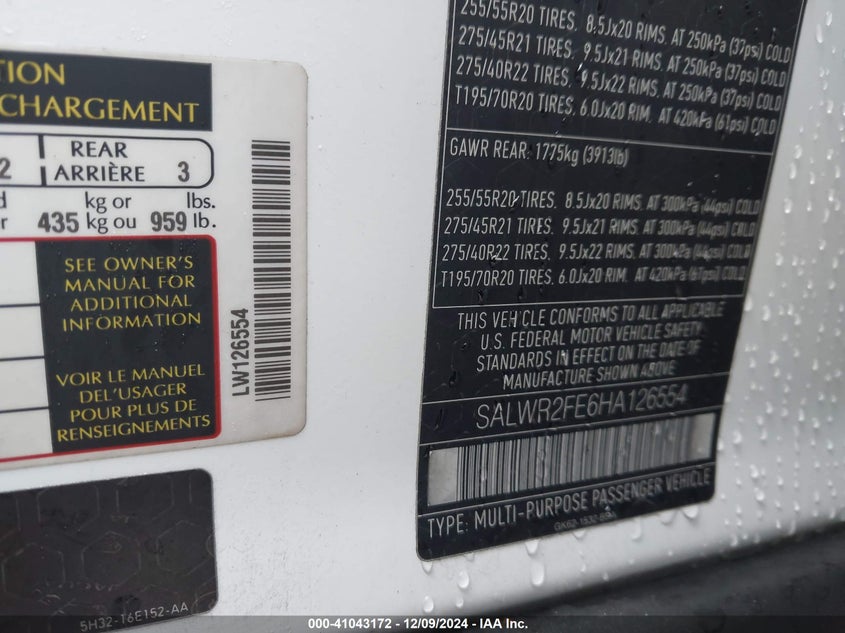 TION
CHARGEMENT
2 REAR ARRIÈRE 3
kg or lbs.
435 kg ou 959 lb.
SEE OWNER'S
MANUAL FOR
ADDITIONAL
INFORMATION
VOIR LE MANUEL
DEL'USAGER
POUR PLUS DE
RENSELWNEMENTS
LW126554
5H32-16E152-AA
255/55R20 TIRES. 8.5Jx20 RIMS. AT 250kPa (37psi) COLD
275/45R21 TIRES. 9.5Jx21 RIMS. AT 250kPa (37psi) COLD
275/40R22 TIRES. 9.5Jx22 RIMS. AT 250kPa (37psi) COLD
T195/70R20 TIRES. 6.0Jx20 RIM. AT 420kPa (61psi) COLD
GAWR REAR: 1775kg (3913lb)
255/55R20 TIRES. 8.5Jx20 RIMS. AT 300kPa (44psi) COLD
275/45R21 TIRES. 9.5Jx21 RIMS. AT 300kPa (44psi) COLD
275/40R22 TIRES. 9.5Jx22 RIMS. AT 300kPa (44psi) COLD
T195/70R20 TIRES. 6.0Jx20 RIM. AT 420kPa (61psi) COLD
THIS VEHICLE CONFORMS TO ALL APPLICABLE
U.S. FEDERAL MOTOR VEHICLE SAFETY
STANDARDS IN EFFECT ON THE DATE OF
MANUFACTURE SHOWN ABOVE
SALWR2FE6HA126554
TYPE: MULTI-PURPOSE PASSENGER VEHICLE
000-41043172 - 12/09/2024 - IAA Inc.